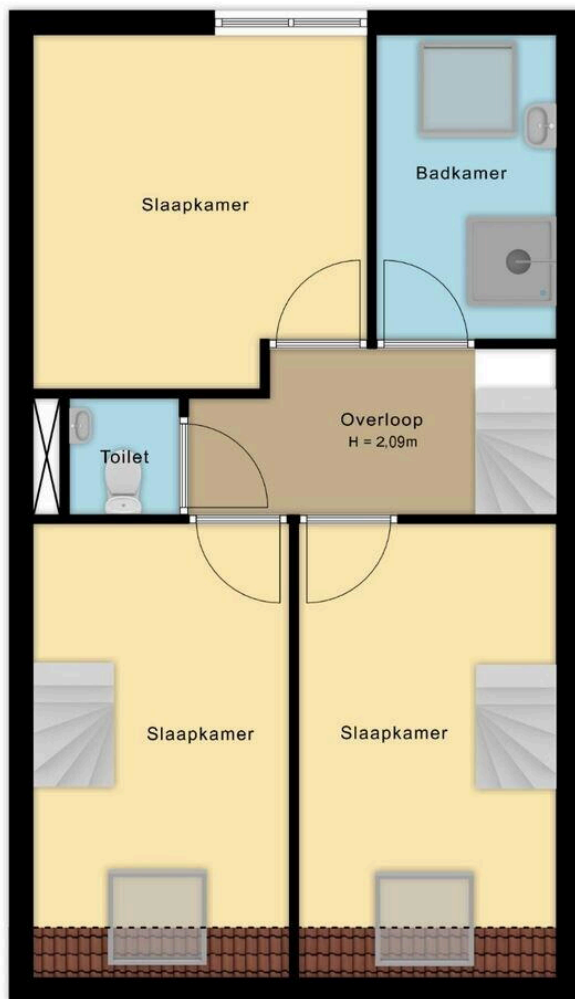 Slaapkamer
Badkamer
Overloop
H = 2,09m
Toilet
Slaapkamer
Slaapkamer